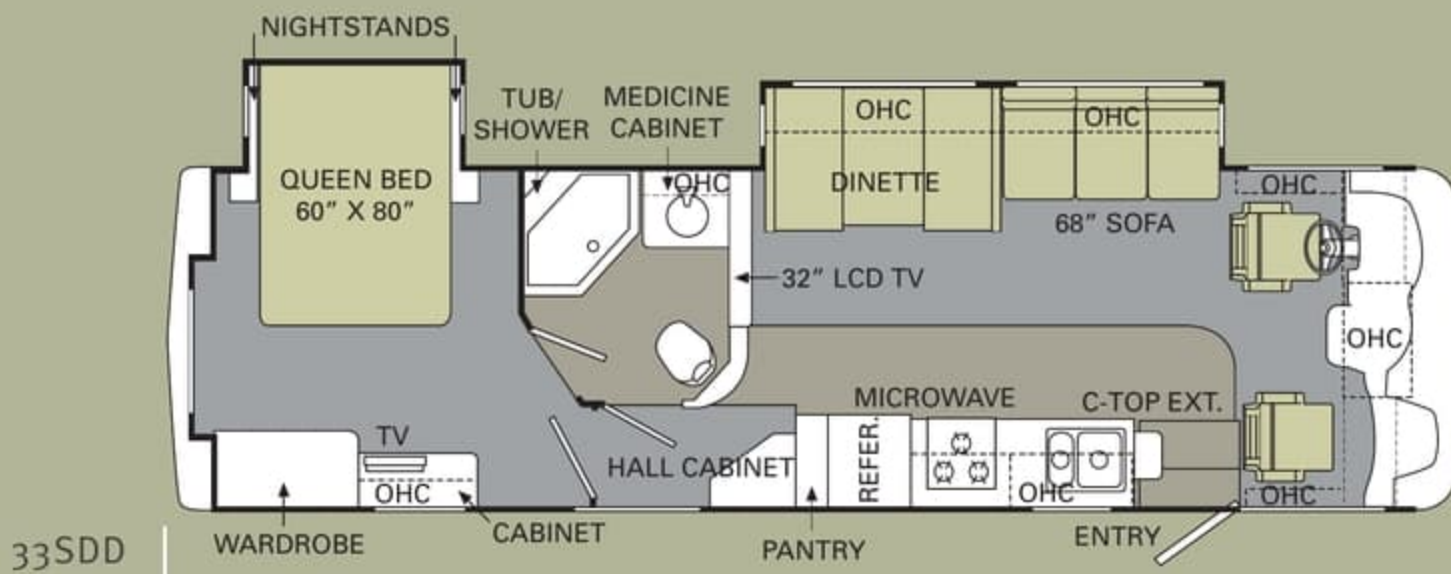 NIGHTSTANDS
TUB/
SHOWER
MEDICINE
CABINET
OHC
OHC
QUEEN BED
60” X 80”
OHC
DINETTE
OHC
68” SOFA
32” LCD TV
OHC
MICROWAVE
C-TOP EXT.
TV
HALL CABINET
REFER.
OHC
OHC
OHC
WARDROBE
CABINET
PANTRY
ENTRY
33SDD